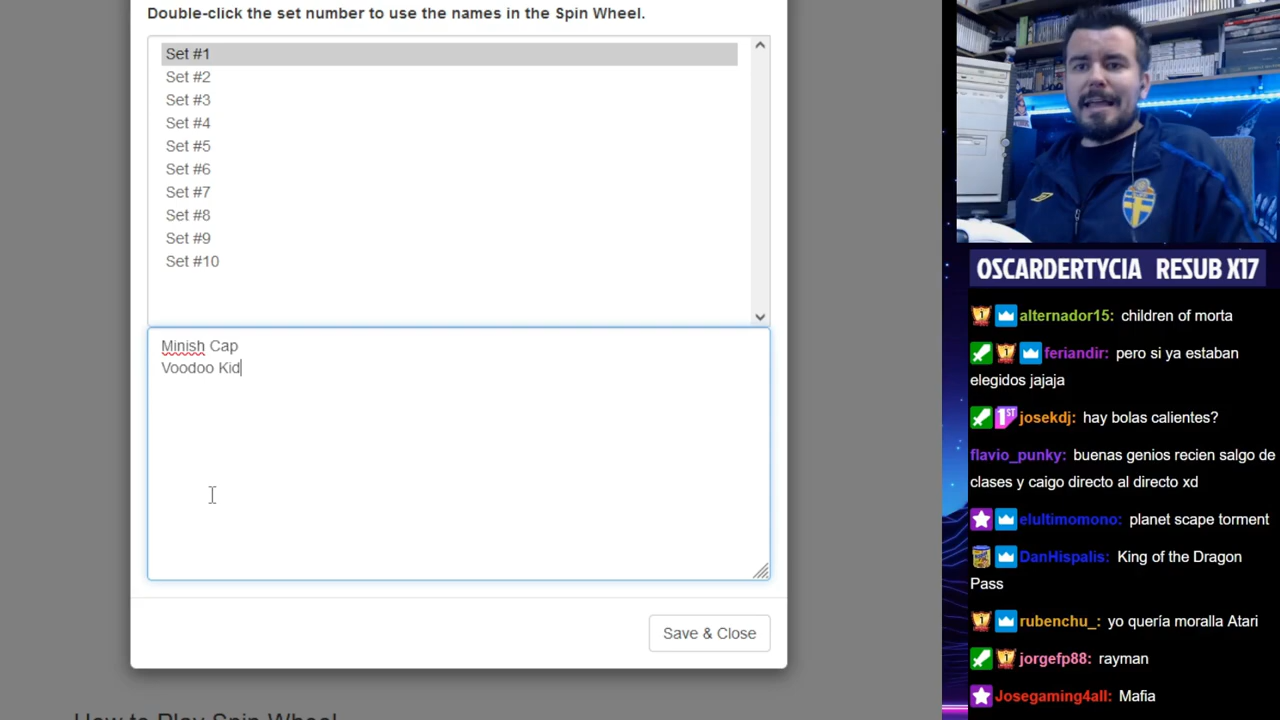 Double-click the set number to use the names in the Spin Wheel.
Set #1
Set #2
Set #3
Set #4
Set #5
Set #6
Set #7
Set #8
Set #9
Set #10
Minish Cap
Voodoo Kid
Save & Close
How to Play Spin Wheel
OSCARDERTYCIA RESUB X17
alternador15: children of morta
feriandir: pero si ya estaban
elegidos jajaja
josekdj: hay bolas calientes?
flavio_punky: buenas genios recien salgo de
clases y caigo directo al directo xd
elultimomono: planet scape torment
DanHispalis: King of the Dragon
Pass
rubenchu_: yo quería moralla Atari
jorgefp88: rayman
Josegaming4all: Mafia